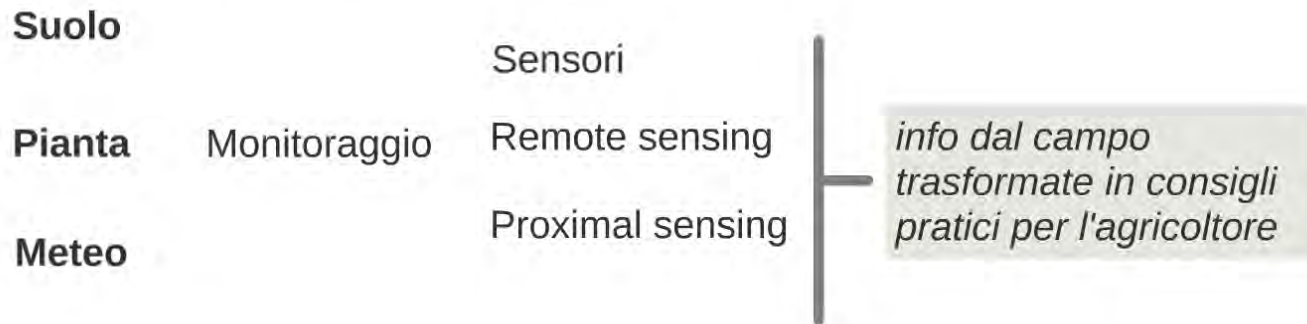 Suolo
Pianta
Meteo
Monitoraggio
Sensori
Remote sensing
Proximal sensing
info dal campo
trasformate in consigli
pratici per l'agricoltore